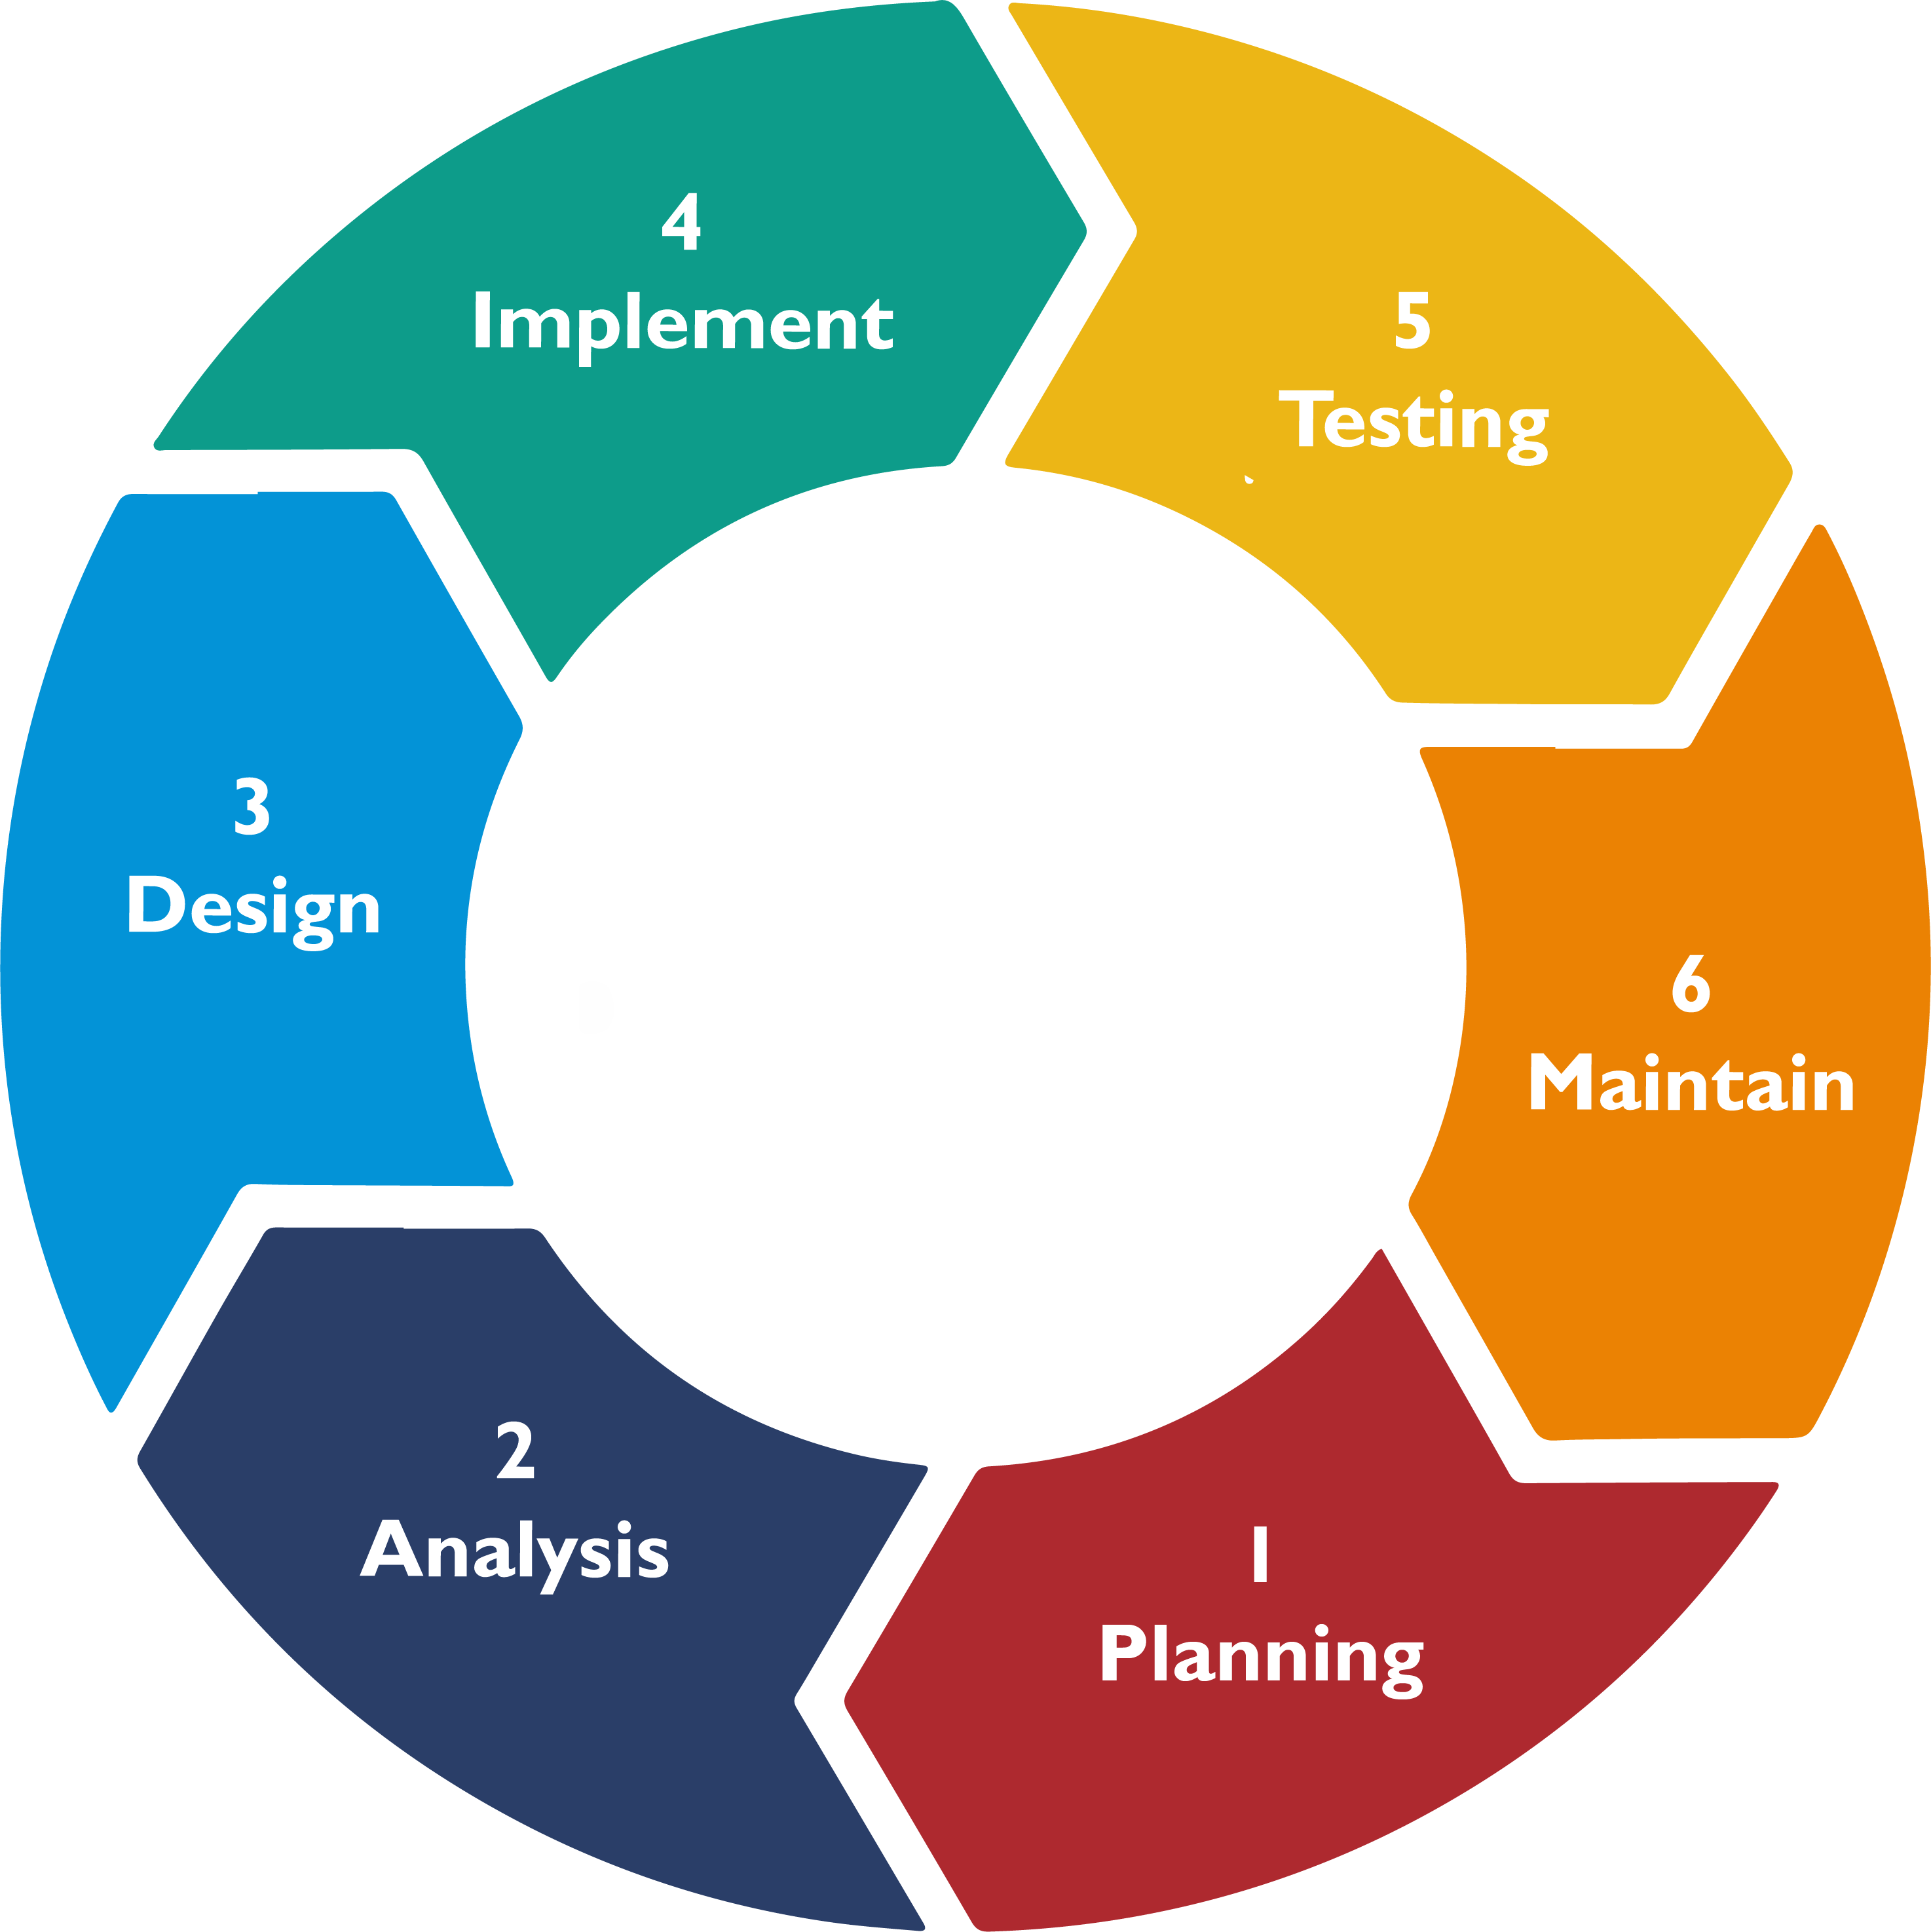 4
Implement
5
Testing
3
Design
6
Maintain
2
Analysis
1
Planning